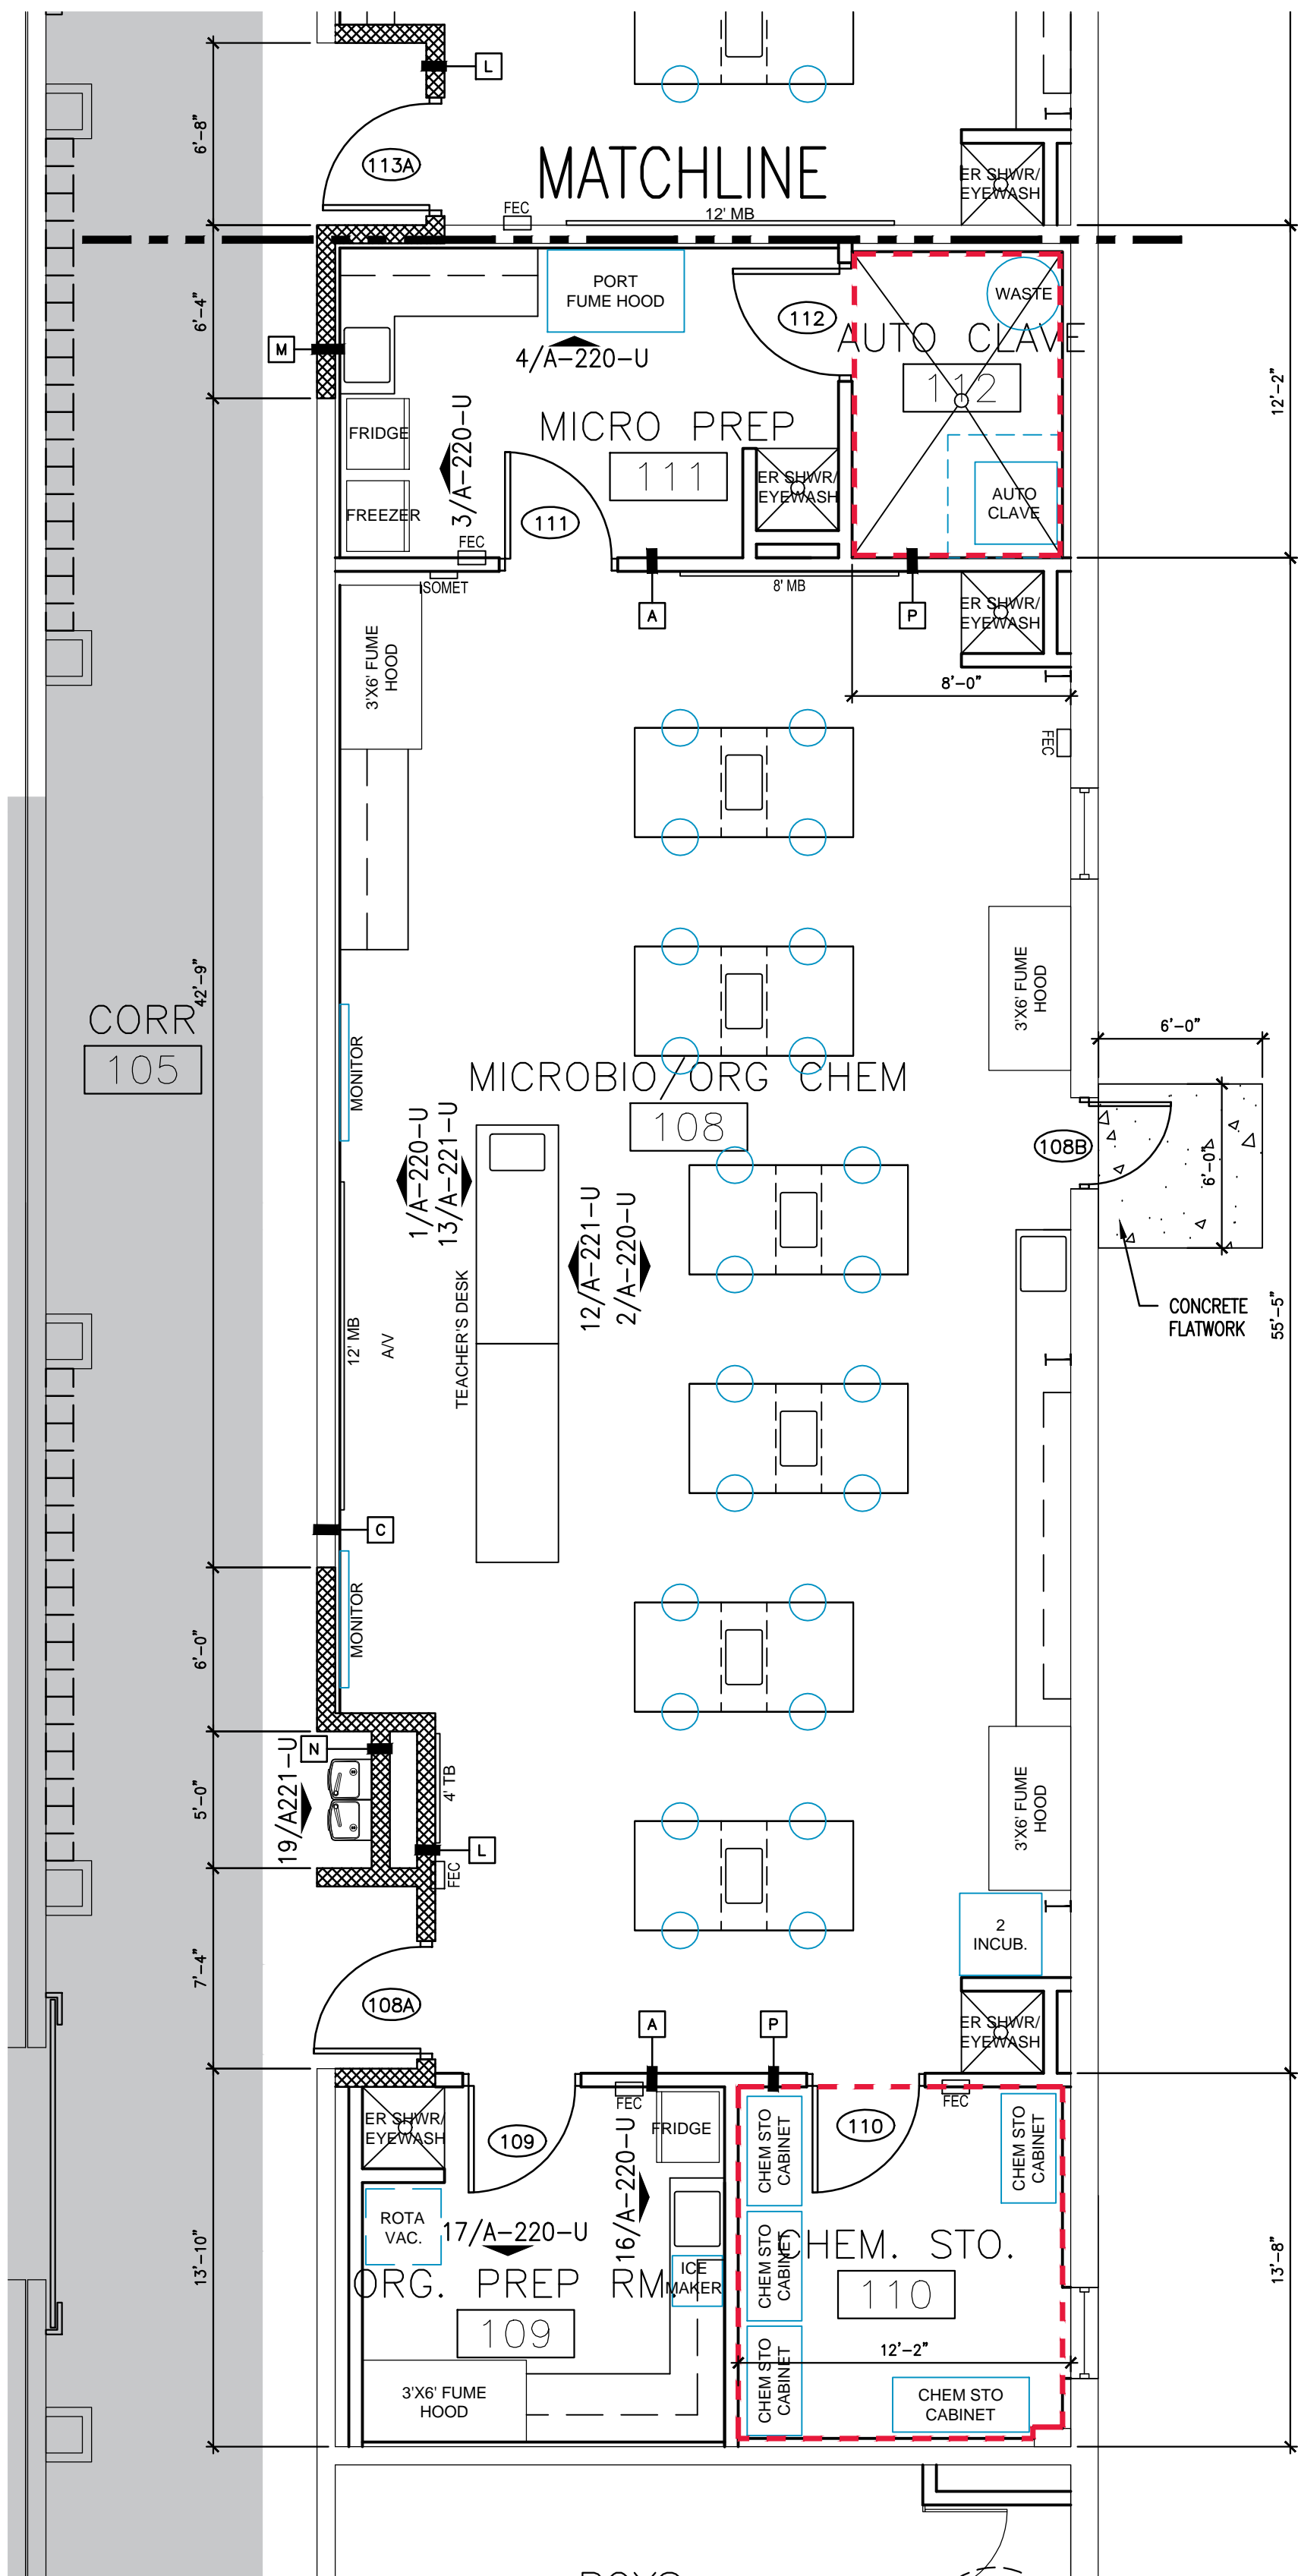 L
6'-8"
113A
MATCHLINE
ER SHWR/
EYEWASH
FEC
12' MB
PORT
FUME HOOD
WASTE
6'-4"
112
AUTO CLAVE
M
4/A-220-U
112
12'-2"
MICRO PREP
FRIDGE
3/A-220-U
111
ER SHWR/
EYEWASH
AUTO
CLAVE
FREEZER
111
FEC
SOMET
8' MB
A
P
ER SHWR/
EYEWASH
3'X6' FUME
HOOD
8'-0"
FEC
42'-9"
3'X6' FUME
HOOD
CORR
105
6'-0"
MONITOR
MICROBIO/ORG CHEM
108
108B
6'-0"
1/A-220-U
13/A-221-U
12/A-221-U
2/A-220-U
TEACHER'S DESK
CONCRETE
FLATWORK
55'-5"
12' MB
A/V
C
MONITOR
6'-0"
N
19/A221-U
5'-0"
4' TB
3'X6' FUME
HOOD
L
FEC
2
INCUB.
7'-4"
108A
A
P
ER SHWR/
EYEWASH
FEC
FEC
ER SHWR/
EYEWASH
109
FRIDGE
110
CHEM STO
CABINET
CHEM STO
CABINET
16/A-220-U
ROTA
VAC.
17/A-220-U
13'-10"
CHEM STO
CABINET
CHEM. STO.
13'-8"
ICE
MAKER
ORG. PREP RM.
110
109
12'-2"
CHEM STO
CABINET
3'X6' FUME
HOOD
CHEM STO
CABINET